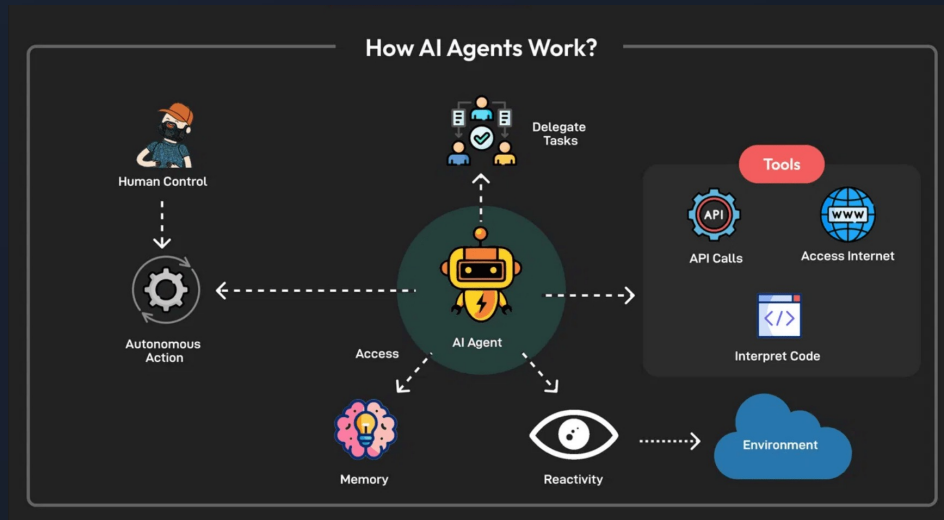 How AI Agents Work?
Human Control
Delegate
Tasks
Tools
API
WWW
API Calls
Access Internet
Autonomous
Action
AI Agent
Access
</>
Interpret Code
Memory
Reactivity
Environment